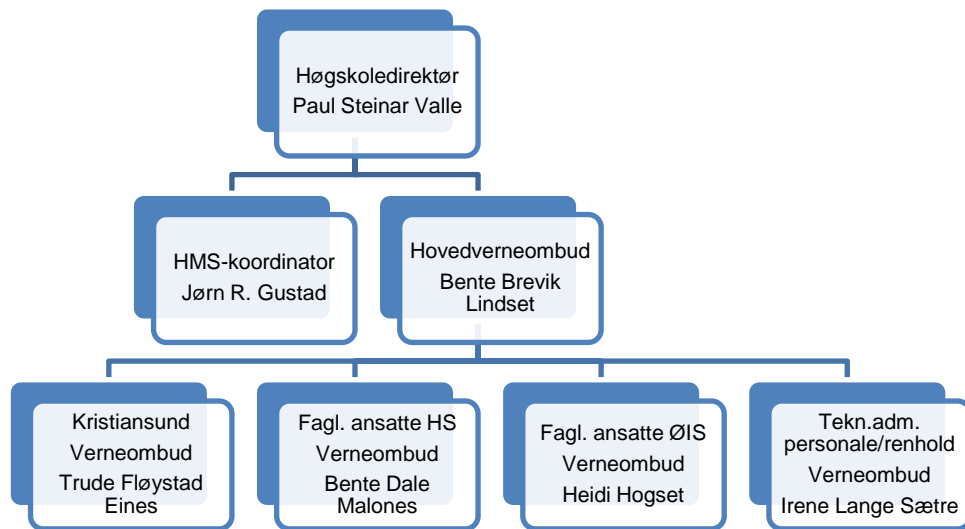 Høgskoledirektør
Paul Steinar Valle
HMS-koordinator
Jørn R. Gustad
Hovedverneombud
Bente Brevik
Lindset
Kristiansund
Verneombud
Trude Fløystad
Eines
Fagl. ansatte HS
Verneombud
Bente Dale
Malones
Fagl. ansatte ØIS
Verneombud
Heidi Hogset
Tekn.adm.
personale/renhold
Verneombud
Irene Lange Sætre